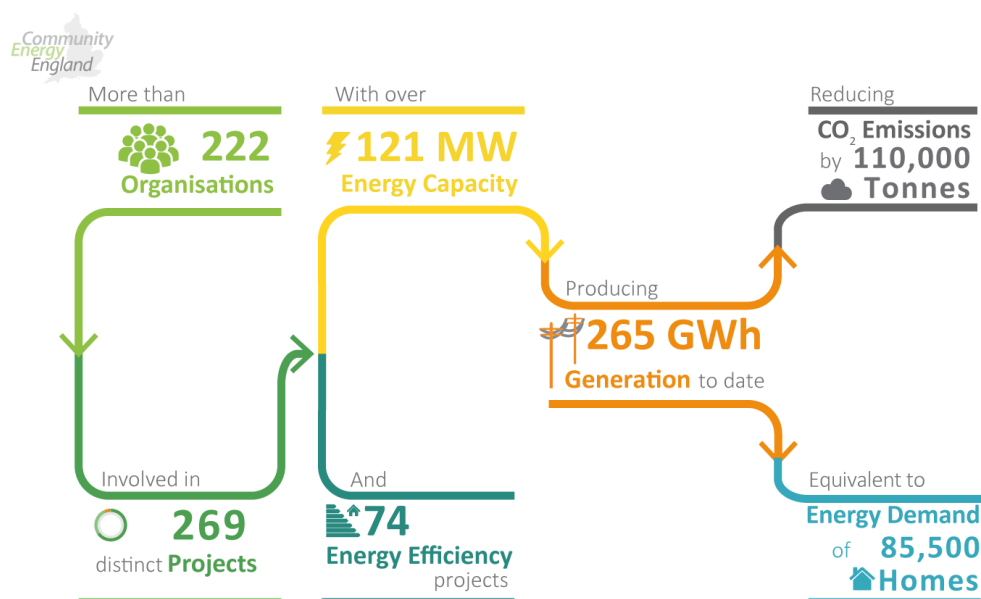 Community
Energy
England
More than
222
Organisations
Involved in
269
distinct Projects
With over
121 MW
Energy Capacity
And
74
Energy Efficiency
projects
Producing
265 GWh
Generation to date
Reducing
CO₂ Emissions
by 110,000
Tonnes
Equivalent to
Energy Demand
of 85,500
Homes